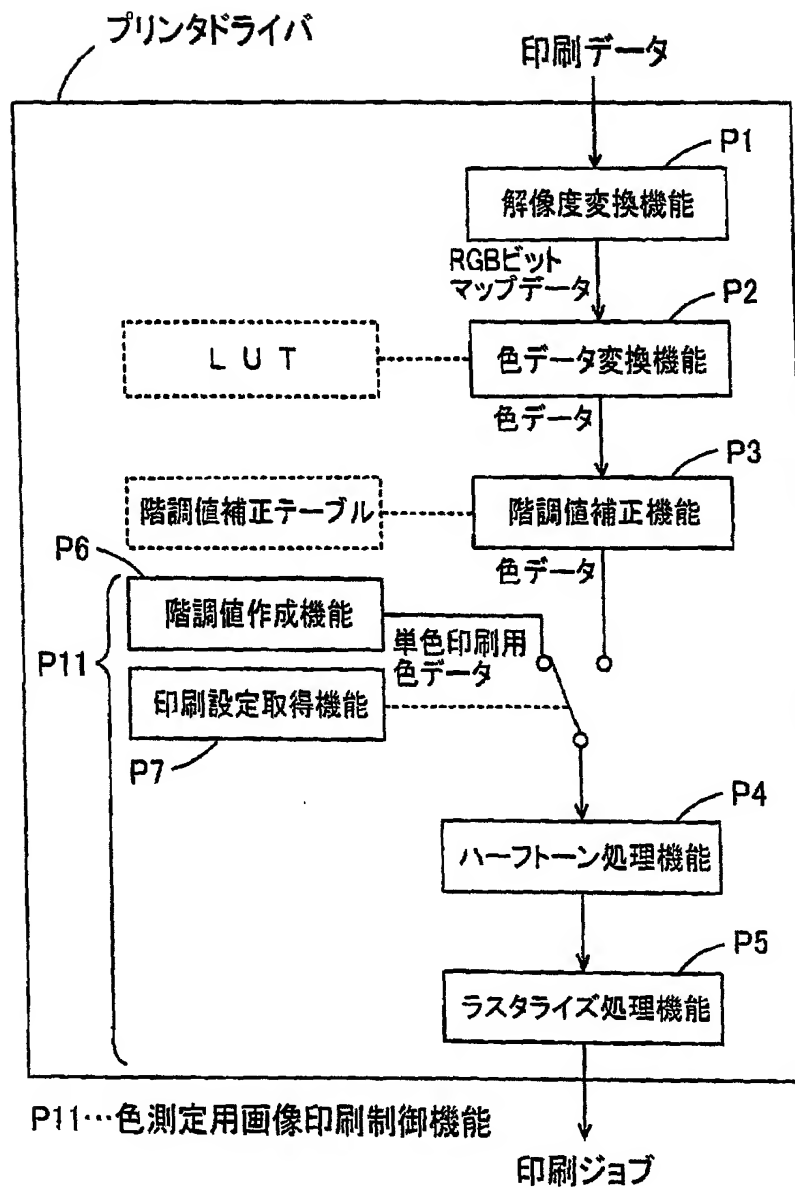 プリンタドライバ
印刷データ
P1
解像度変換機能
RGBビット
マップデータ
P2
LUT
色データ変換機能
色データ
P3
階調値補正テーブル
階調値補正機能
P6
色データ
階調値作成機能
単色印刷用
色データ
P11
印刷設定取得機能
P7
P4
ハーフトーン処理機能
P5
ラスタライズ処理機能
P11…色測定用画像印刷制御機能
印刷ジョブ